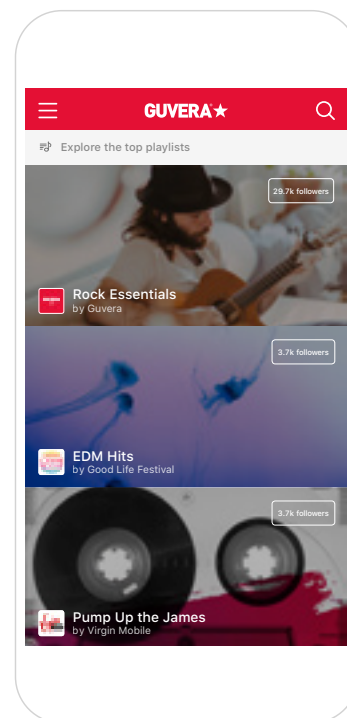 GUVERA★
Explore the top playlists
29.7k followers
Rock Essentials
by Guvera
3.7k followers
EDM Hits
by Good Life Festival
3.7k followers
Pump Up the James
by Virgin Mobile